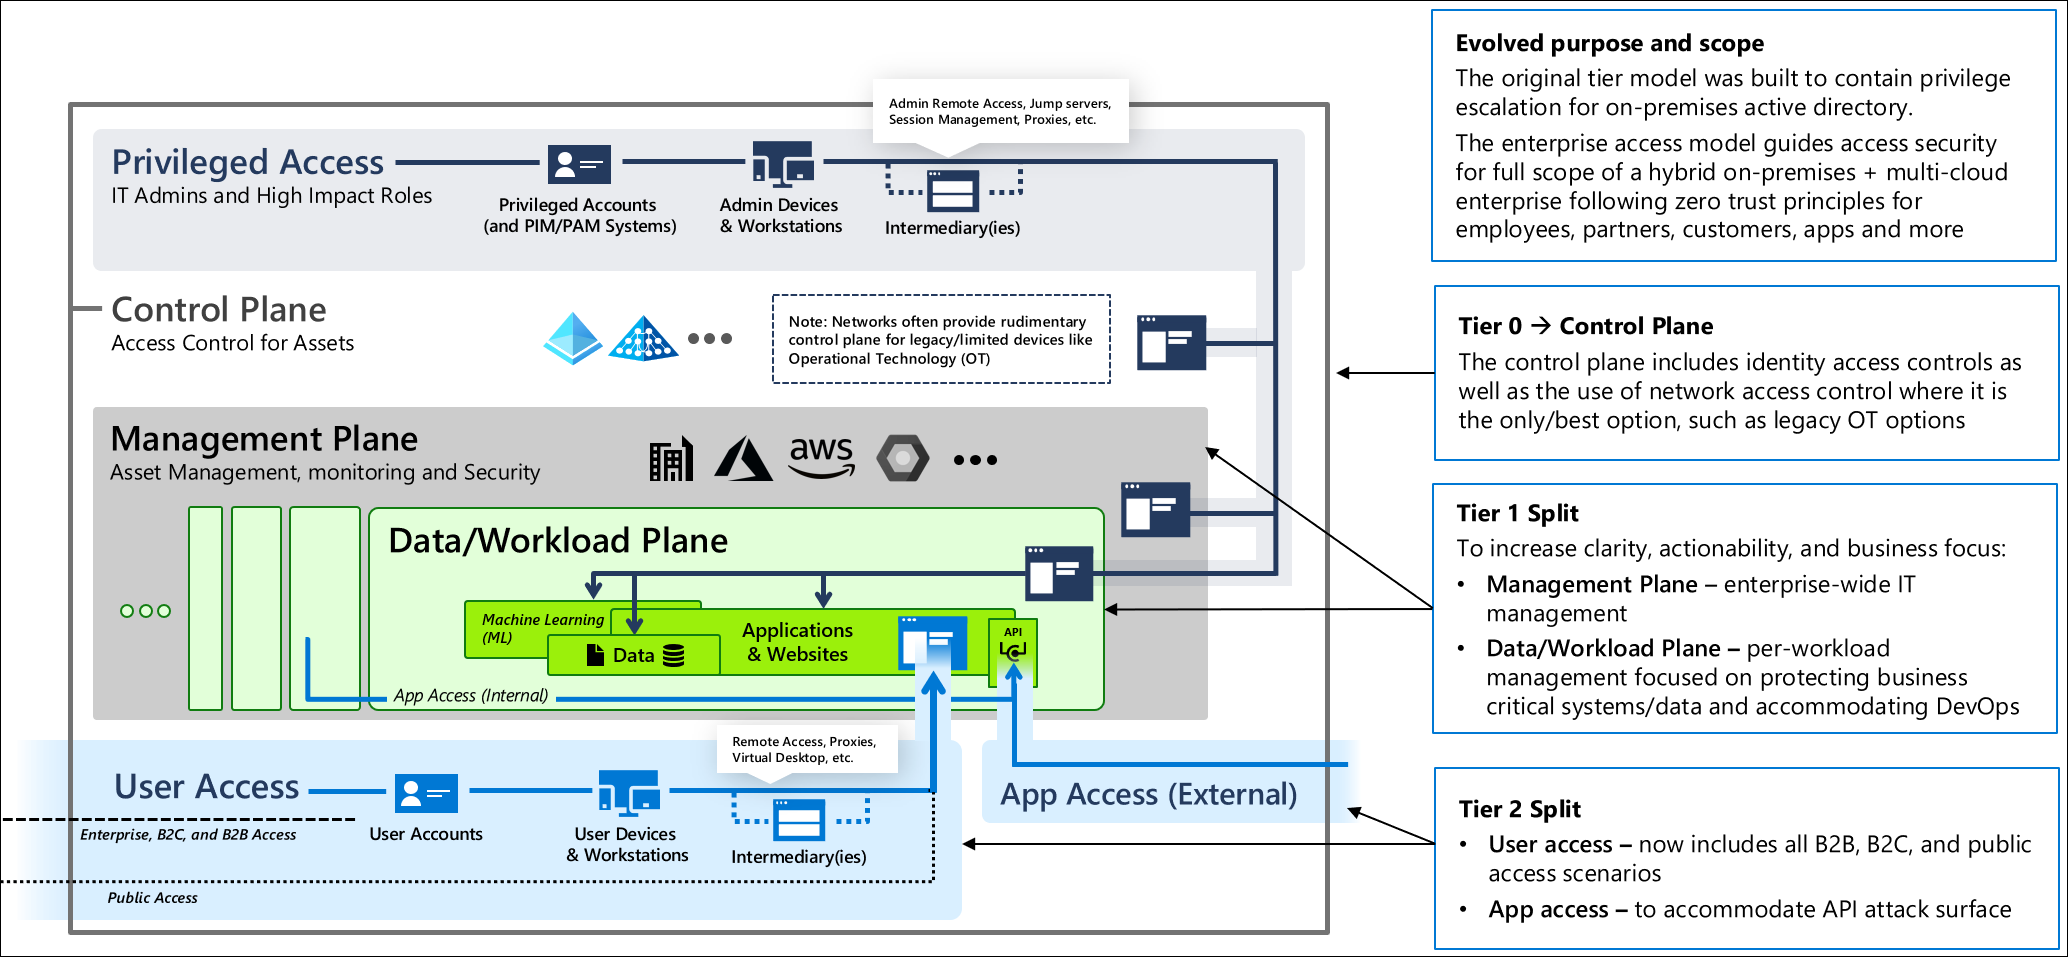 Admin Remote Access, Jump servers,
Session Management, Proxies, etc.
Privileged Access
IT Admins and High Impact Roles
Privileged Accounts
(and PIM/PAM Systems)
Admin Devices
& Workstations
Intermediary(ies)
Control Plane
Access Control for Assets
Note: Networks often provide rudimentary
control plane for legacy/limited devices like
Operational Technology (OT)
Management Plane
Asset Management, monitoring and Security
aws
Data/Workload Plane
Machine Learning
(ML)
Data
Applications
& Websites
API
App Access (Internal)
Remote Access, Proxies,
Virtual Desktop, etc.
User Access
Enterprise, B2C, and B2B Access
User Accounts
User Devices
& Workstations
Intermediary(ies)
Public Access
App Access (External)
Evolved purpose and scope
The original tier model was built to contain privilege
escalation for on-premises active directory.
The enterprise access model guides access security
for full scope of a hybrid on-premises + multi-cloud
enterprise following zero trust principles for
employees, partners, customers, apps and more
Tier 0 → Control Plane
The control plane includes identity access controls as
well as the use of network access control where it is
the only/best option, such as legacy OT options
Tier 1 Split
To increase clarity, actionability, and business focus:
• Management Plane – enterprise-wide IT
management
• Data/Workload Plane – per-workload
management focused on protecting business
critical systems/data and accommodating DevOps
Tier 2 Split
• User access – now includes all B2B, B2C, and public
access scenarios
• App access – to accommodate API attack surface